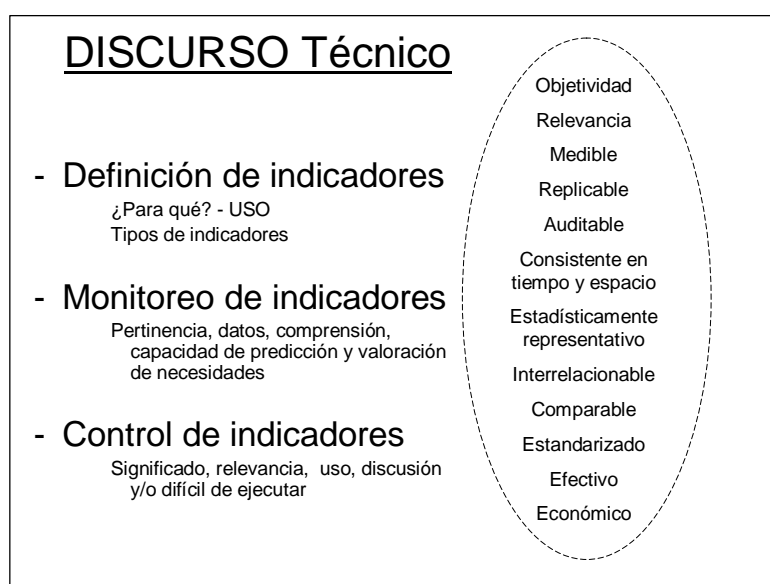 DISCURSO Técnico
- Definición de indicadores
¿Para qué? - USO
Tipos de indicadores
- Monitoreo de indicadores
Pertinencia, datos, comprensión,
capacidad de predicción y valoración
de necesidades
- Control de indicadores
Significado, relevancia, uso, discusión
y/o difícil de ejecutar
Objetividad
Relevancia
Medible
Replicable
Auditable
Consistente en
tiempo y espacio
Estadísticamente
representativo
Interrelacionable
Comparable
Estandarizado
Efectivo
Económico